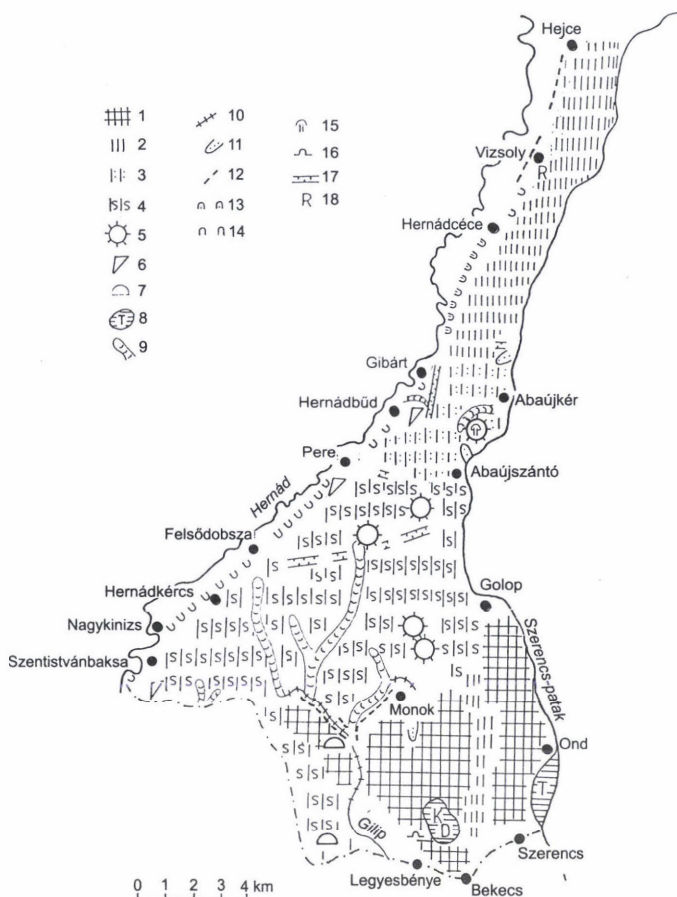 Hejce
1
2
3
4
5
6
7
8
9
10
11
12
13
14
15
16
17
18
Vizsoly
R
Hernádcéce
Gibárt
Abaújkér
Hernádbűd
Pere
Abaújszántó
Hernád
Felsődobsza
Hernádkércs
Golop
Nagykinizs
Szentistvánbaksa
Szerencs-patak
Monok
Ond
T
K
D
Gilip
Szerencs
Legyesbénye
Bekecs
0 1 2 3 4 km